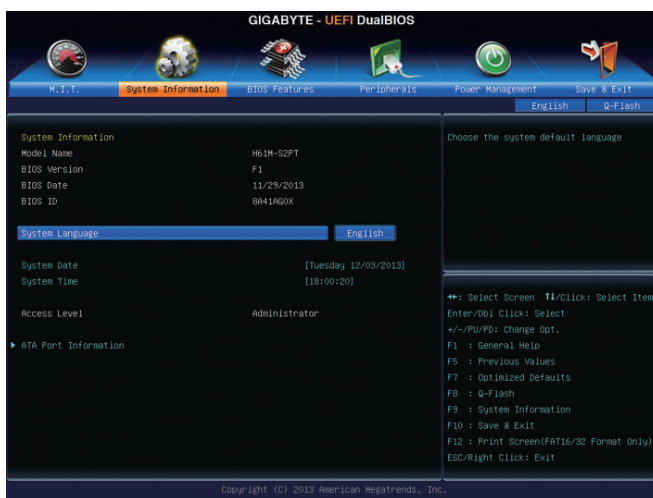 GIGABYTE - UEFI DualBIOS
M.I.T. System Information BIOS Features Peripherals Power Management Save & Exit
English Q-Flash
System Information
Model Name H61M-S2PT
BIOS Version F1
BIOS Date 11/29/2013
BIOS ID 8A41AG0X
System Language English
System Date [Tuesday 12/03/2013]
System Time [18:00:20]
Access Level Administrator
ATA Port Information
Choose the system default language
→←: Select Screen ↑↓/Click: Select Item
Enter/Dbl Click: Select
+/-/PU/PD: Change Opt.
F1 : General Help
F5 : Previous Values
F7 : Optimized Defaults
F8 : Q-Flash
F9 : System Information
F10 : Save & Exit
F12 : Print Screen(FAT16/32 Format Only)
ESC/Right Click: Exit
Copyright (C) 2013 American Megatrends, Inc.